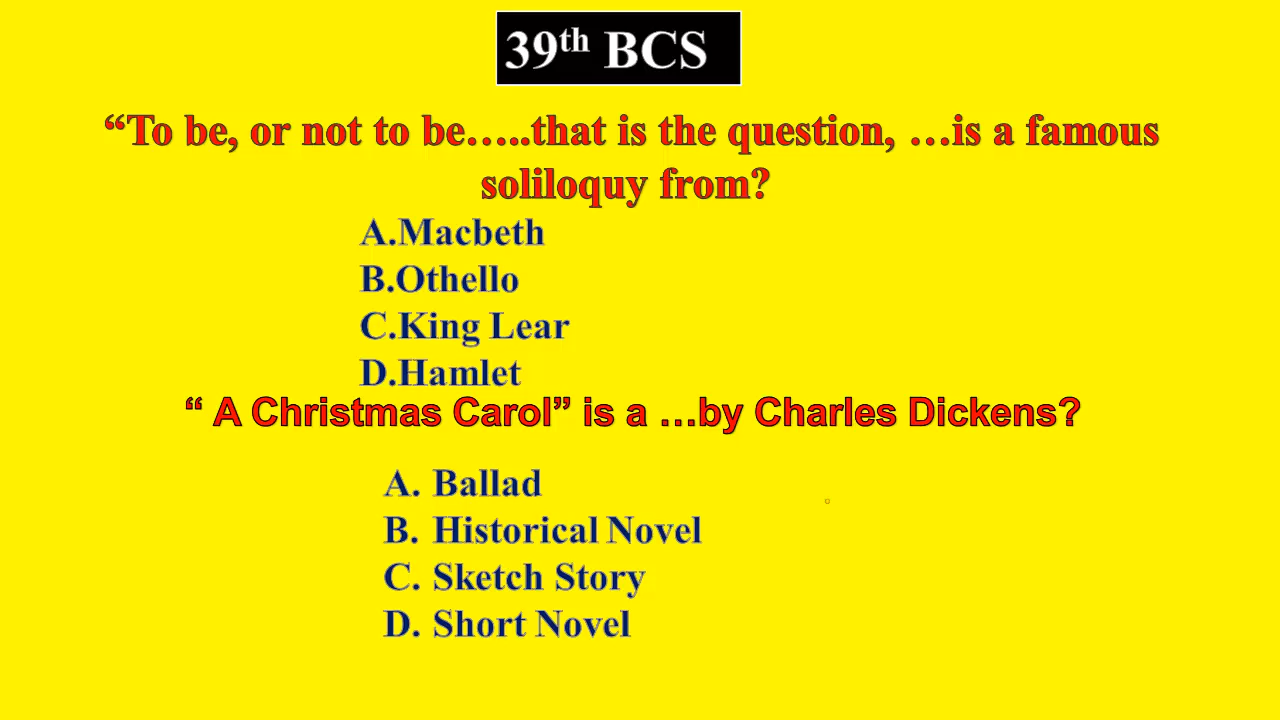 39th BCS
“To be, or not to be…..that is the question, …is a famous
soliloquy from?
A.Macbeth
B.Othello
C.King Lear
D.Hamlet
“ A Christmas Carol” is a …by Charles Dickens?
A. Ballad
B. Historical Novel
C. Sketch Story
D. Short Novel